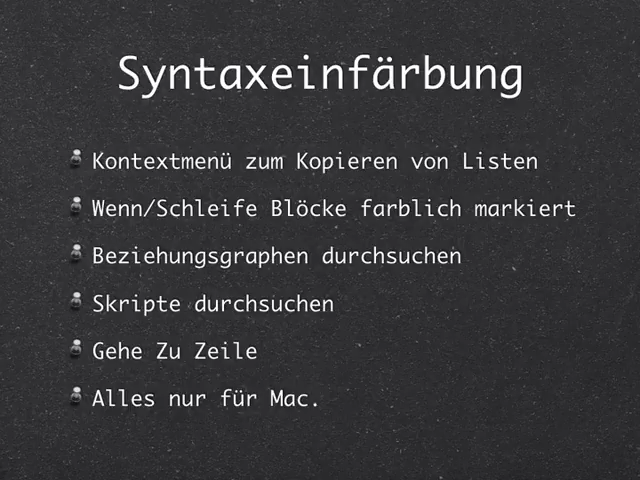 Syntaxeinfärbung
Kontextmenü zum Kopieren von Listen
Wenn/Schleife Blöcke farblich markiert
Beziehungsgraphen durchsuchen
Skripte durchsuchen
Gehe Zu Zeile
Alles nur für Mac.